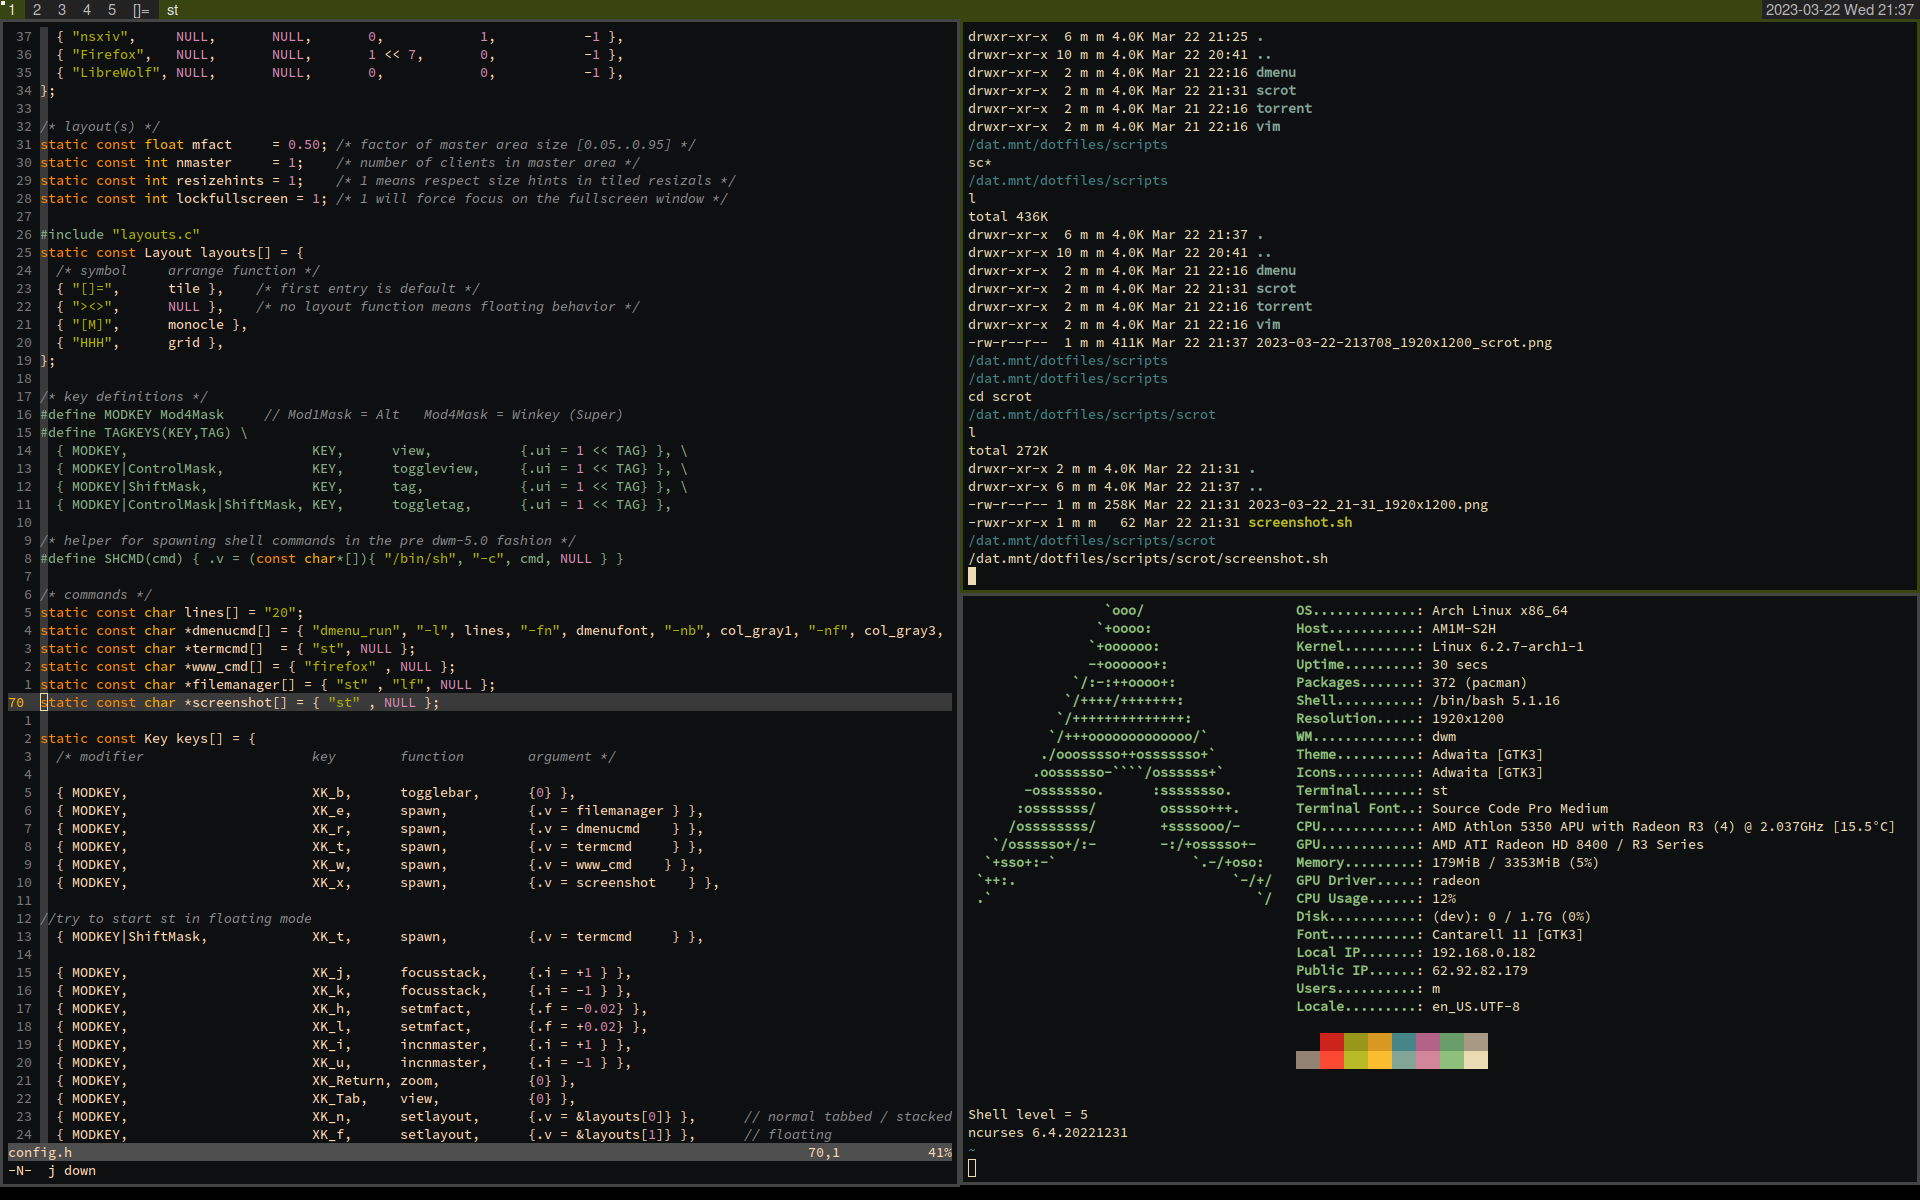 1 2 3 4 5 []= st 2023-03-22 Wed 21:37
37 { "nsxiv", NULL, NULL, 0, 1, -1 },
36 { "Firefox", NULL, NULL, 1 << 7, 0, -1 },
35 { "LibreWolf", NULL, NULL, 0, 0, -1 },
34 };
33
32 /* layout(s) */
31 static const float mfact = 0.50; /* factor of master area size [0.05..0.95] */
30 static const int nmaster = 1; /* number of clients in master area */
29 static const int resizehints = 1; /* 1 means respect size hints in tiled resizals */
28 static const int lockfullscreen = 1; /* 1 will force focus on the fullscreen window */
27
26 #include "layouts.c"
25 static const Layout layouts[] = {
24 /* symbol arrange function */
23 { "[]=", tile }, /* first entry is default */
22 { "><>", NULL }, /* no layout function means floating behavior */
21 { "[M]", monocle },
20 { "HHH", grid },
19 };
18
17 /* key definitions */
16 #define MODKEY Mod4Mask // Mod1Mask = Alt Mod4Mask = Winkey (Super)
15 #define TAGKEYS(KEY,TAG) \
14 { MODKEY, KEY, view, {.ui = 1 << TAG} }, \
13 { MODKEY|ControlMask, KEY, toggleview, {.ui = 1 << TAG} }, \
12 { MODKEY|ShiftMask, KEY, tag, {.ui = 1 << TAG} }, \
11 { MODKEY|ControlMask|ShiftMask, KEY, toggletag, {.ui = 1 << TAG} },
10
9 /* helper for spawning shell commands in the pre dwm-5.0 fashion */
8 #define SHCMD(cmd) { .v = (const char*[]){ "/bin/sh", "-c", cmd, NULL } }
7
6 /* commands */
5 static const char lines[] = "20";
4 static const char *dmenucmd[] = { "dmenu_run", "-l", lines, "-fn", dmenufont, "-nb", col_gray1, "-nf", col_gray3,
3 static const char *termcmd[] = { "st", NULL };
2 static const char *www_cmd[] = { "firefox" , NULL };
1 static const char *filemanager[] = { "st" , "lf", NULL };
70 static const char *screenshot[] = { "st" , NULL };
1
2 static const Key keys[] = {
3 /* modifier key function argument */
4
5 { MODKEY, XK_b, togglebar, {0} },
6 { MODKEY, XK_e, spawn, {.v = filemanager } },
7 { MODKEY, XK_r, spawn, {.v = dmenucmd } },
8 { MODKEY, XK_t, spawn, {.v = termcmd } },
9 { MODKEY, XK_w, spawn, {.v = www_cmd } },
10 { MODKEY, XK_x, spawn, {.v = screenshot } },
11
12 //try to start st in floating mode
13 { MODKEY|ShiftMask, XK_t, spawn, {.v = termcmd } },
14
15 { MODKEY, XK_j, focusstack, {.i = +1 } },
16 { MODKEY, XK_k, focusstack, {.i = -1 } },
17 { MODKEY, XK_h, setmfact, {.f = -0.02} },
18 { MODKEY, XK_l, setmfact, {.f = +0.02} },
19 { MODKEY, XK_i, incnmaster, {.i = +1 } },
20 { MODKEY, XK_u, incnmaster, {.i = -1 } },
21 { MODKEY, XK_Return, zoom, {0} },
22 { MODKEY, XK_Tab, view, {0} },
23 { MODKEY, XK_n, setlayout, {.v = &layouts[0]} }, // normal tabbed / stacked
24 { MODKEY, XK_f, setlayout, {.v = &layouts[1]} }, // floating
config.h 70,1 41%
-N- j down
drwxr-xr-x 6 m m 4.0K Mar 22 21:25 .
drwxr-xr-x 10 m m 4.0K Mar 22 20:41 ..
drwxr-xr-x 2 m m 4.0K Mar 21 22:16 dmenu
drwxr-xr-x 2 m m 4.0K Mar 22 21:31 scrot
drwxr-xr-x 2 m m 4.0K Mar 21 22:16 torrent
drwxr-xr-x 2 m m 4.0K Mar 21 22:16 vim
/dat.mnt/dotfiles/scripts
sc*
/dat.mnt/dotfiles/scripts
l
total 436K
drwxr-xr-x 6 m m 4.0K Mar 22 21:37 .
drwxr-xr-x 10 m m 4.0K Mar 22 20:41 ..
drwxr-xr-x 2 m m 4.0K Mar 21 22:16 dmenu
drwxr-xr-x 2 m m 4.0K Mar 22 21:31 scrot
drwxr-xr-x 2 m m 4.0K Mar 21 22:16 torrent
drwxr-xr-x 2 m m 4.0K Mar 21 22:16 vim
-rw-r--r-- 1 m m 411K Mar 22 21:37 2023-03-22-213708_1920x1200_scrot.png
/dat.mnt/dotfiles/scripts
/dat.mnt/dotfiles/scripts
cd scrot
/dat.mnt/dotfiles/scripts/scrot
l
total 272K
drwxr-xr-x 2 m m 4.0K Mar 22 21:31 .
drwxr-xr-x 6 m m 4.0K Mar 22 21:37 ..
-rw-r--r-- 1 m m 258K Mar 22 21:31 2023-03-22_21-31_1920x1200.png
-rwxr-xr-x 1 m m 62 Mar 22 21:31 screenshot.sh
/dat.mnt/dotfiles/scripts/scrot
/dat.mnt/dotfiles/scripts/scrot/screenshot.sh
`ooo/ OS.............: Arch Linux x86_64
`+oooo: Host...........: AM1M-S2H
`+oooooo: Kernel.........: Linux 6.2.7-arch1-1
-+oooooo+: Uptime.........: 30 secs
`/:-:++oooo+: Packages.......: 372 (pacman)
`/++++/+++++++: Shell..........: /bin/bash 5.1.16
`/++++++++++++++: Resolution.....: 1920x1200
`/+++ooooooooooooo/` WM.............: dwm
./ooosssso++osssssso+` Theme..........: Adwaita [GTK3]
.oossssso-````/ossssss+` Icons..........: Adwaita [GTK3]
-osssssso. :ssssssso. Terminal.......: st
:osssssss/ osssso+++. Terminal Font..: Source Code Pro Medium
/ossssssss/ +ssssooo/- CPU............: AMD Athlon 5350 APU with Radeon R3 (4) @ 2.037GHz [15.5°C]
`/ossssso+/:- -:/+osssso+- GPU............: AMD ATI Radeon HD 8400 / R3 Series
`+sso+:-` `.-/+oso: Memory.........: 179MiB / 3353MiB (5%)
`++:. `-/+/ GPU Driver.....: radeon
.` `/ CPU Usage......: 12%
Disk...........: (dev): 0 / 1.7G (0%)
Font...........: Cantarell 11 [GTK3]
Local IP.......: 192.168.0.182
Public IP......: 62.92.82.179
Users..........: m
Locale.........: en_US.UTF-8
Shell level = 5
ncurses 6.4.20221231
~